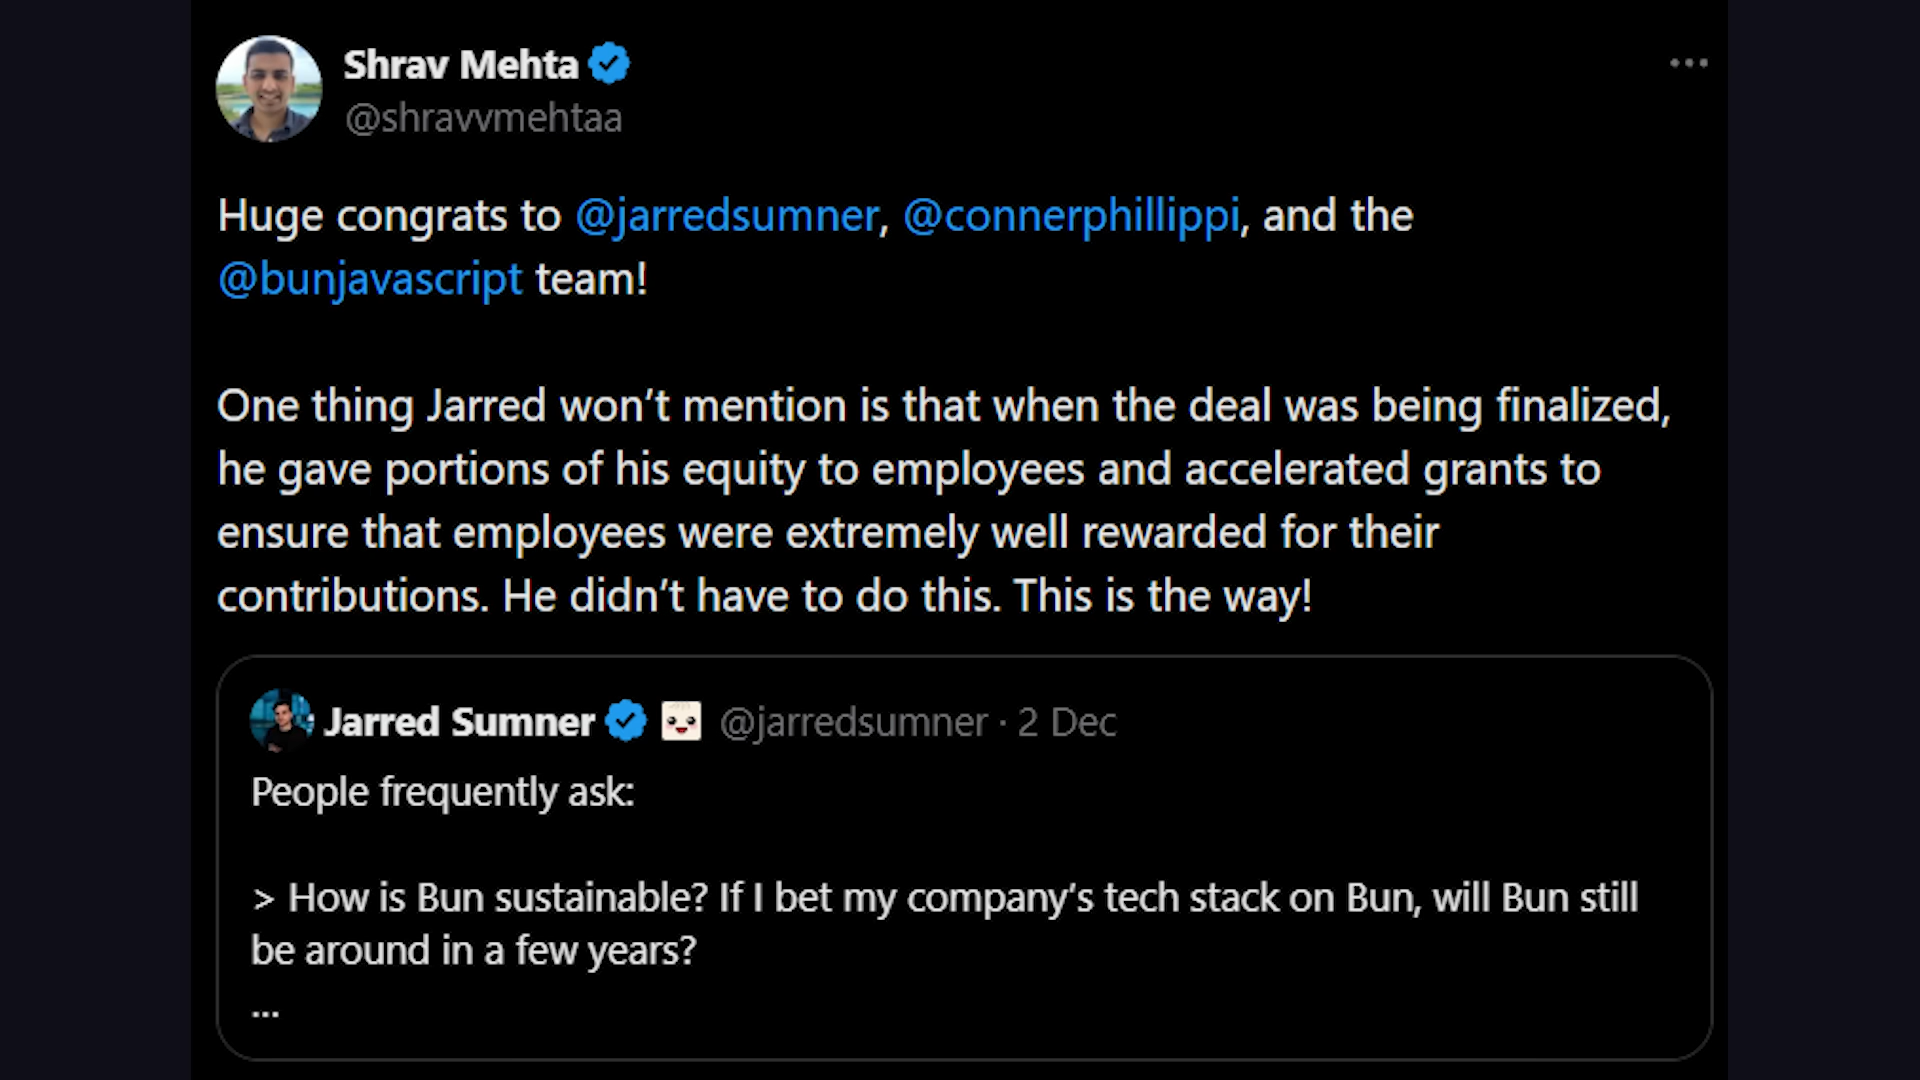 Shrav Mehta
@shravvmehtaa
Huge congrats to @jarredsumner, @connerphillippi, and the
@bunjavascript team!
One thing Jarred won’t mention is that when the deal was being finalized,
he gave portions of his equity to employees and accelerated grants to
ensure that employees were extremely well rewarded for their
contributions. He didn’t have to do this. This is the way!
Jarred Sumner @jarredsumner · 2 Dec
People frequently ask:
> How is Bun sustainable? If I bet my company’s tech stack on Bun, will Bun still
be around in a few years?
...